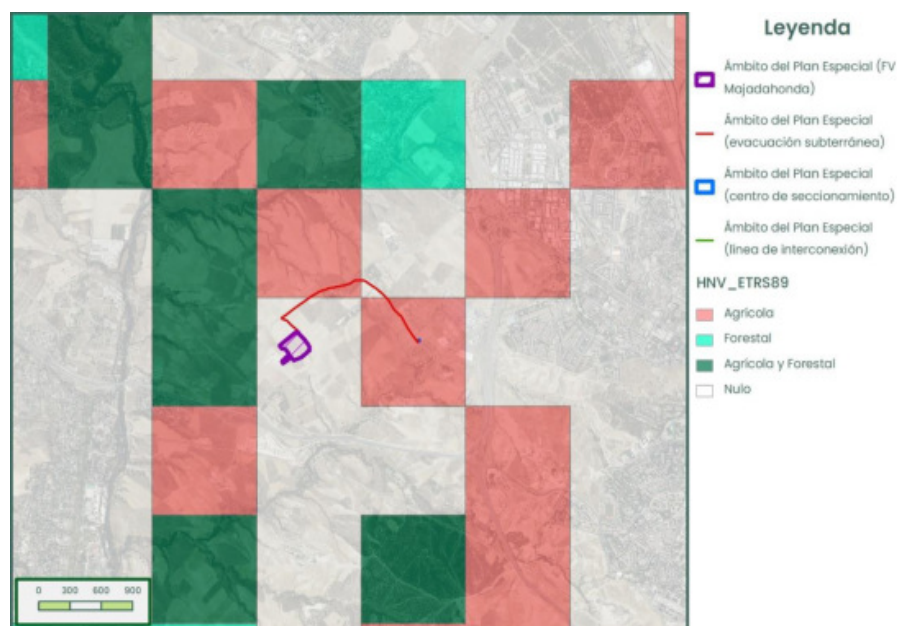 Leyenda
Ámbito del Plan Especial (FV
Majadahonda)
Ámbito del Plan Especial
(evacuación subterránea)
Ámbito del Plan Especial
(centro de seccionamiento)
Ámbito del Plan Especial
(línea de interconexión)
HNV_ETRS89
Agrícola
Forestal
Agrícola y Forestal
Nulo
0 300 600 900